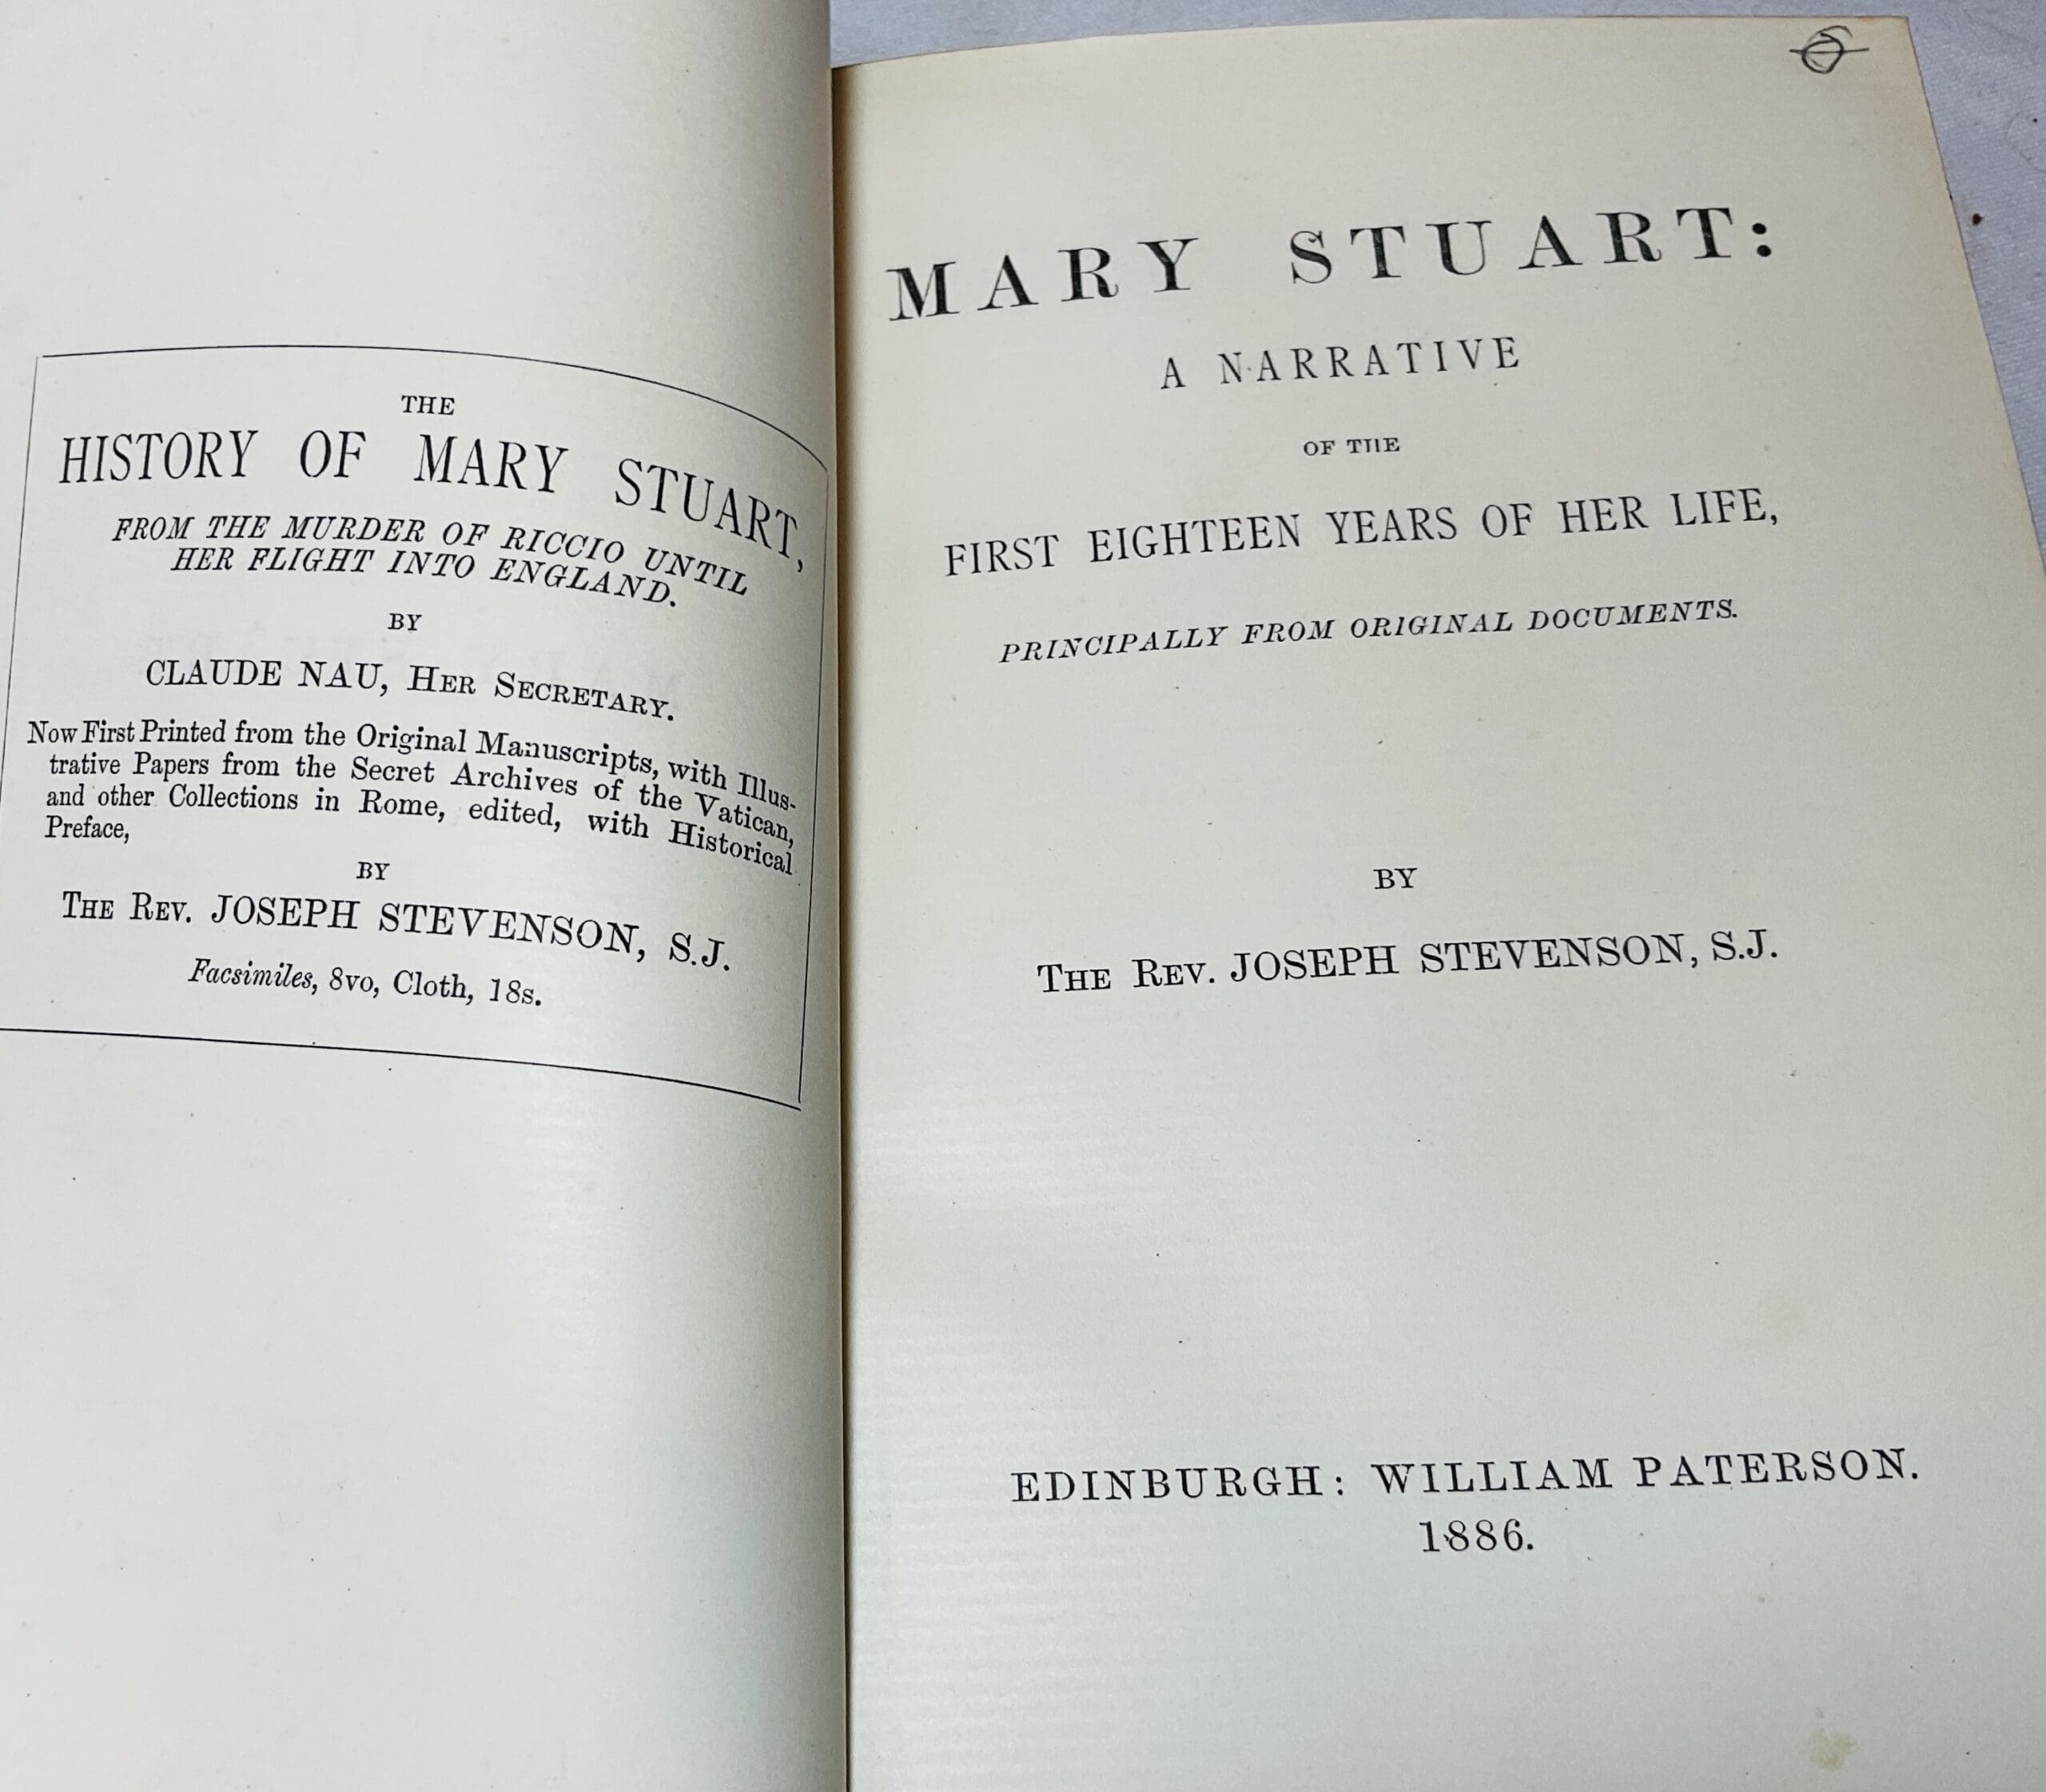 THE
HISTORY OF MARY STUART,
FROM THE MURDER OF RICCIO UNTIL
HER FLIGHT INTO ENGLAND.
BY
CLAUDE NAU, HER SECRETARY.
Now First Printed from the Original Manuscripts, with Illus-
trative Papers from the Secret Archives of the Vatican,
and other Collections in Rome, edited, with Historical
Preface,
BY
THE REV. JOSEPH STEVENSON, S.J.
Facsimiles, 8vo, Cloth, 18s.
MARY STUART:
A NARRATIVE
OF THE
FIRST EIGHTEEN YEARS OF HER LIFE,
PRINCIPALLY FROM ORIGINAL DOCUMENTS.
BY
THE REV. JOSEPH STEVENSON, S.J.
EDINBURGH: WILLIAM PATERSON.
1886.